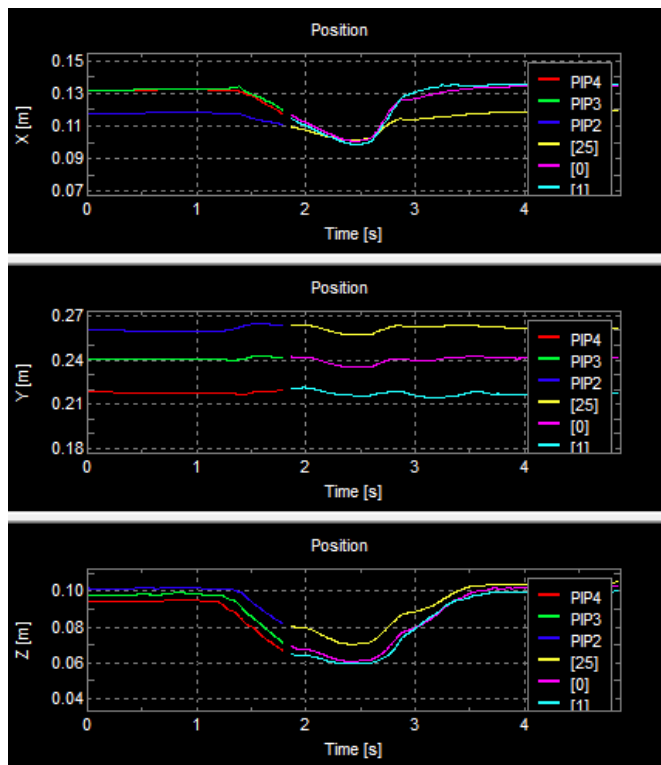 Position
X [m]
0.15
0.13
0.11
0.09
0.07
0 1 2 3 4
Time [s]
PIP4
PIP3
PIP2
[25]
[0]
[1]
Position
Y [m]
0.27
0.24
0.21
0.18
0 1 2 3 4
Time [s]
PIP4
PIP3
PIP2
[25]
[0]
[1]
Position
Z [m]
0.10
0.08
0.06
0.04
0 1 2 3 4
Time [s]
PIP4
PIP3
PIP2
[25]
[0]
[1]